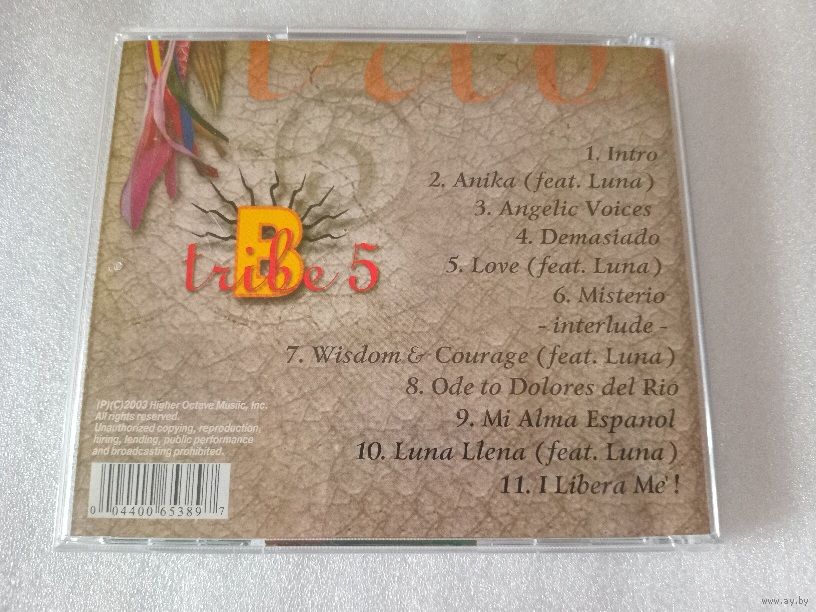 1. Intro
2. Anika (feat. Luna)
3. Angelic Voices
4. Demasiado
5. Love (feat. Luna)
6. Misterio
- interlude -
7. Wisdom & Courage (feat. Luna)
8. Ode to Dolores del Rio
9. Mi Alma Espanol
10. Luna Llena (feat. Luna)
11. I Libera Me'!
B
tribe 5
5
(P)(C)2003 Higher Octave Musiic, Inc.
All rights reserved.
Unauthorized copying, reproduction,
hiring, lending, public performance
and broadcasting prohibited.
0 04400 65389 7
www.ay.by